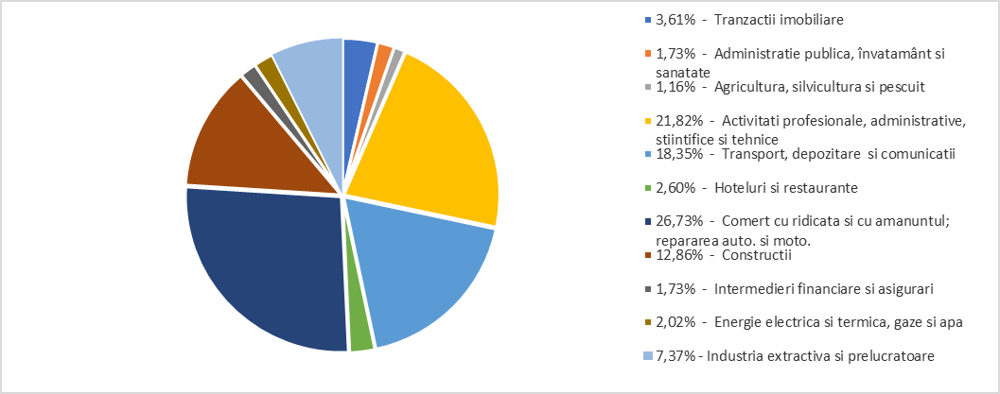 3,61% - Tranzactii imobiliare
1,73% - Administratie publica, învatamânt si
sanatate
1,16% - Agricultura, silvicultura si pescuit
21,82% - Activitati profesionale, administrative,
stiintifice si tehnice
18,35% - Transport, depozitare si comunicatii
2,60% - Hoteluri si restaurante
26,73% - Comert cu ridicata si cu amanuntul;
repararea auto. si moto.
12,86% - Constructii
1,73% - Intermedieri financiare si asigurari
2,02% - Energie electrica si termica, gaze si apa
7,37% - Industria extractiva si prelucratoare